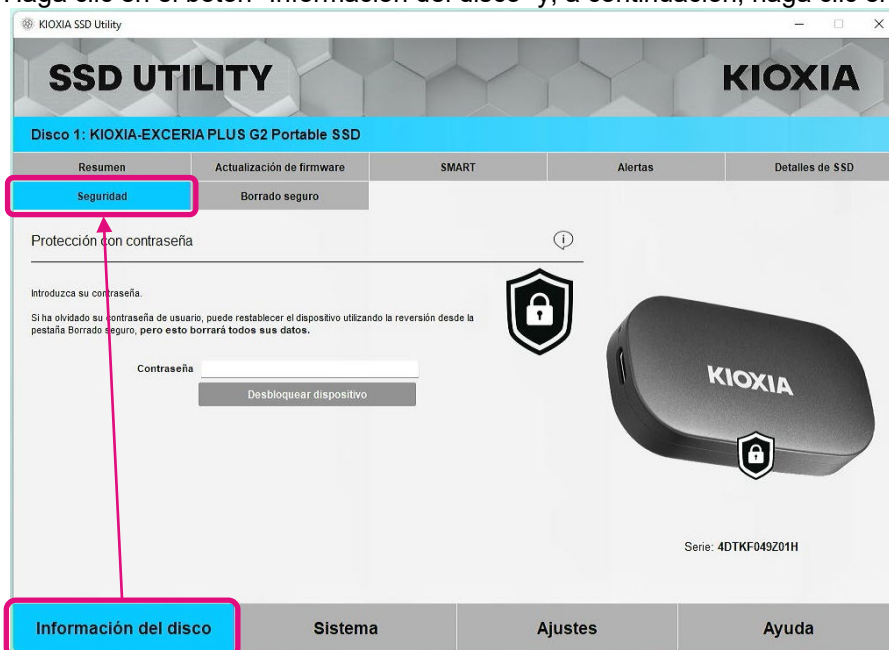 Haga clic en el botón "Información del disco" y, a continuación, haga clic en
KIOXIA SSD Utility
SSD UTILITY
KIOXIA
Disco 1: KIOXIA-EXCERIA PLUS G2 Portable SSD
Resumen
Actualización de firmware
SMART
Alertas
Detalles de SSD
Seguridad
Borrado seguro
Protección con contraseña
Introduzca su contraseña.
Si ha olvidado su contraseña de usuario, puede restablecer el dispositivo utilizando la reversión desde la
pestaña Borrado seguro, pero esto borrará todos sus datos.
Contraseña
Desbloquear dispositivo
KIOXIA
Serie: 4DTKF049Z01H
Información del disco
Sistema
Ajustes
Ayuda